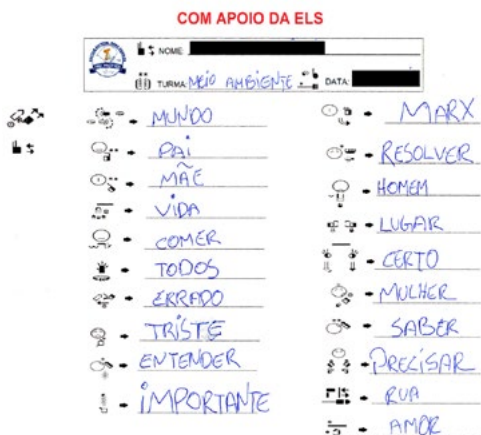 COM APOIO DA ELS
NOME
TURMA: MEIO AMBIENTE DATA:
MUNDO
PAI
MÃE
VIDA
COMER
TODOS
ERRADO
TRISTE
ENTENDER
IMPORTANTE
MARX
RESOLVER
HOMEM
LUGAR
CERTO
MULHER
SABER
PRECISAR
RUA
AMOR